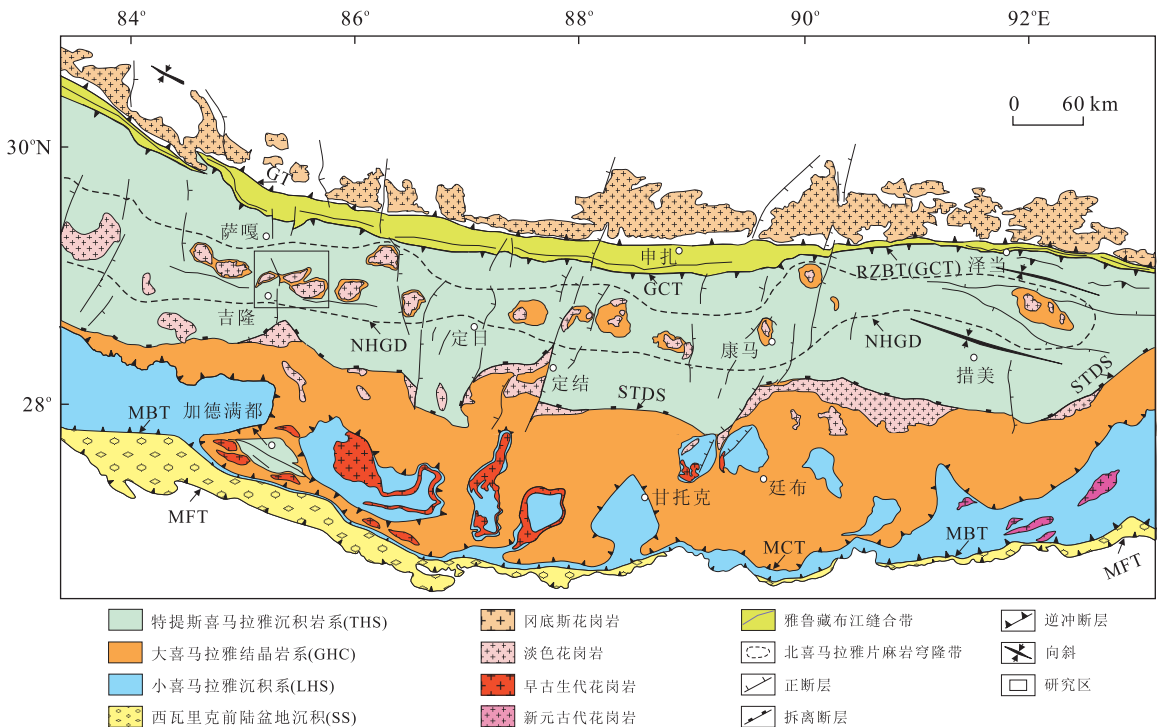 84° 86° 88° 90° 92°E
0 60 km
30°N
GT
萨嘎
申扎
RZBT(GCT) 泽当
GCT
吉隆
NHGD
定日
康马
NHGD
措美
定结
STDS
STDS
28°
MBT 加德满都
MFT
甘托克
廷布
MCT
MBT
MFT
特提斯喜马拉雅沉积岩系(THS) 冈底斯花岗岩 雅鲁藏布江缝合带 逆冲断层
大喜马拉雅结晶岩系(GHC) 淡色花岗岩 北喜马拉雅片麻岩穹隆带 向斜
小喜马拉雅沉积系(LHS) 早古生代花岗岩 正断层 研究区
西瓦里克前陆盆地沉积(SS) 新元古代花岗岩 拆离断层